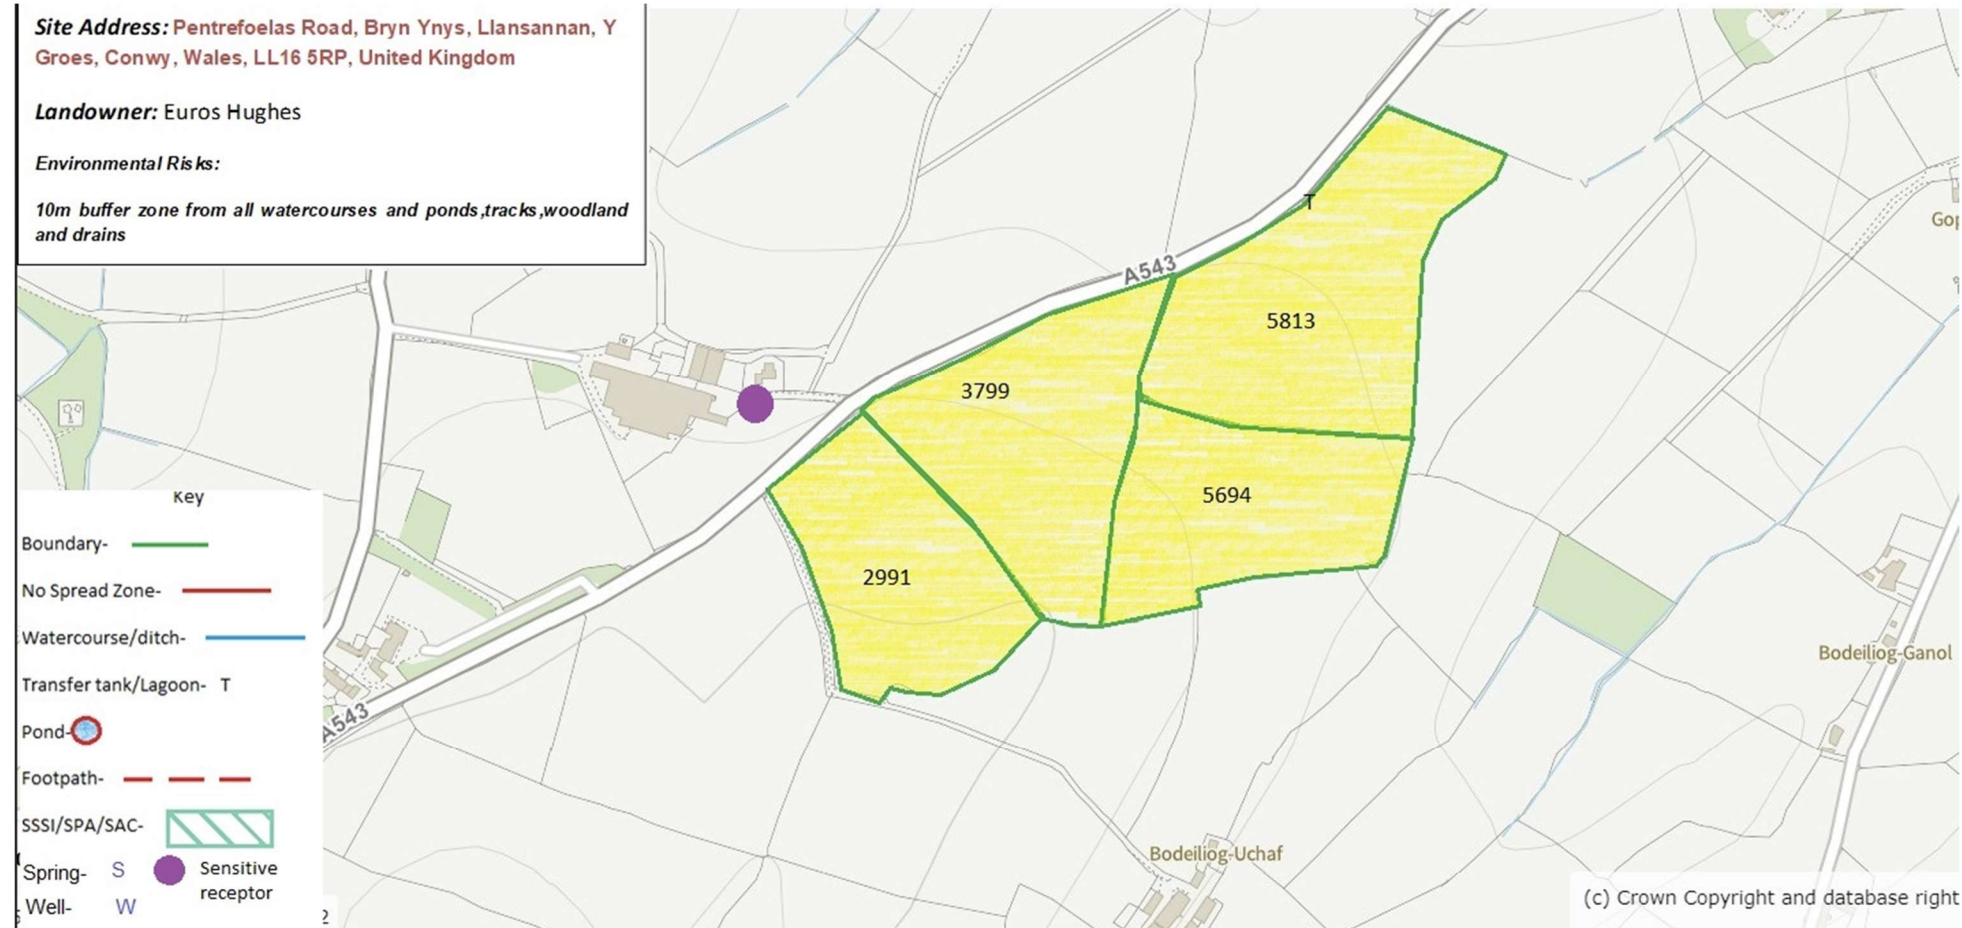 Site Address: Pentrefoelas Road, Bryn Ynys, Llansannan, Y
Groes, Conwy, Wales, LL16 5RP, United Kingdom
Landowner: Euros Hughes
Environmental Risks:
10m buffer zone from all watercourses and ponds,tracks,woodland
and drains
T
A543
5813
3799
5694
2991
Key
Boundary-
No Spread Zone-
Watercourse/ditch-
Transfer tank/Lagoon- T
Pond-
Footpath-
SSSI/SPA/SAC-
Spring- S
Sensitive
receptor
Well- W
A543
2
Bodeiliog-Ganol
Bodeiliog-Uchaf
(c) Crown Copyright and database right